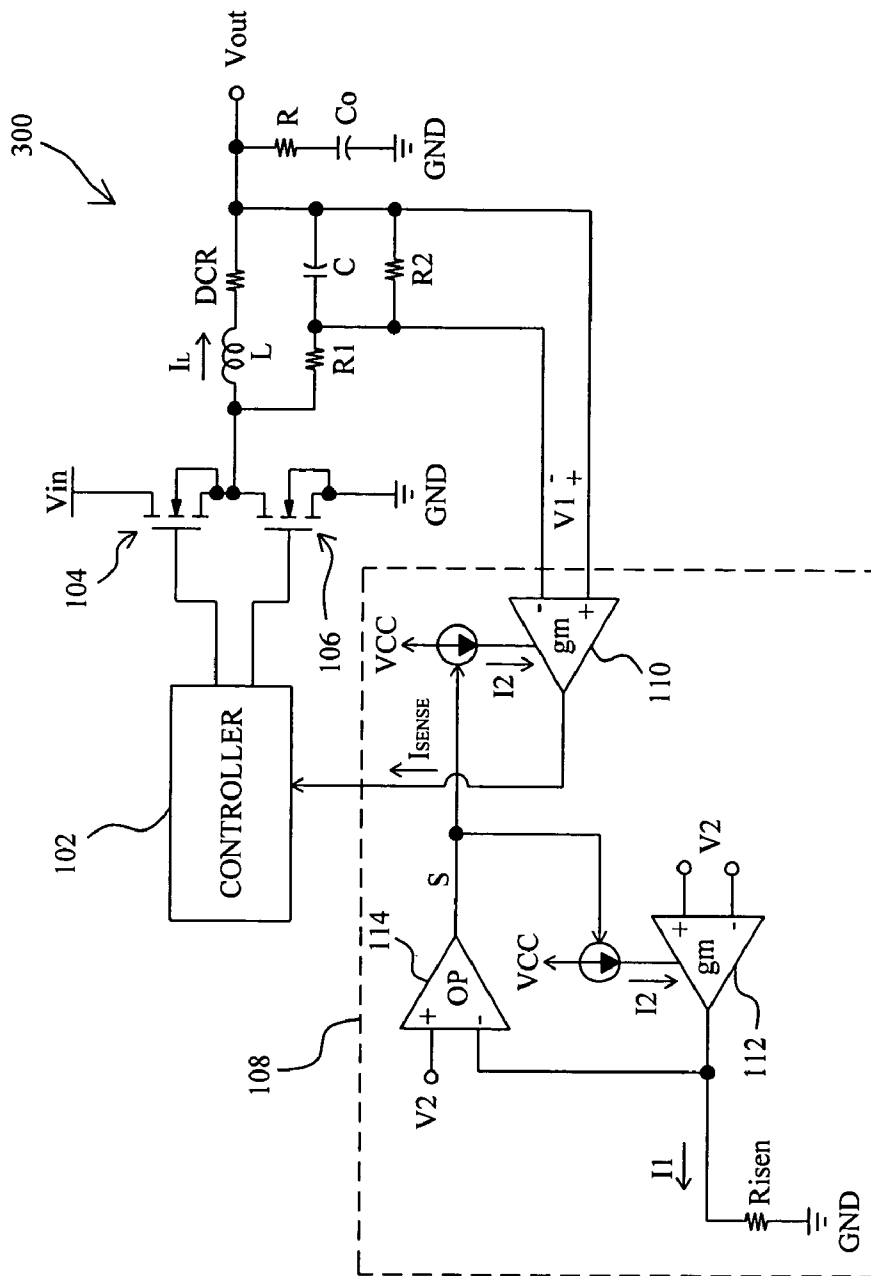 300
Vin
102
104
IL
DCR
Vout
CONTROLLER
L
R
Co
GND
106
R1
C
R2
GND
108
VCC
114
ISENSE
S
V2
+
-
OP
I2
V1
-
+
-
+
gm
110
VCC
I2
V2
+
-
gm
112
I1
Risen
GND